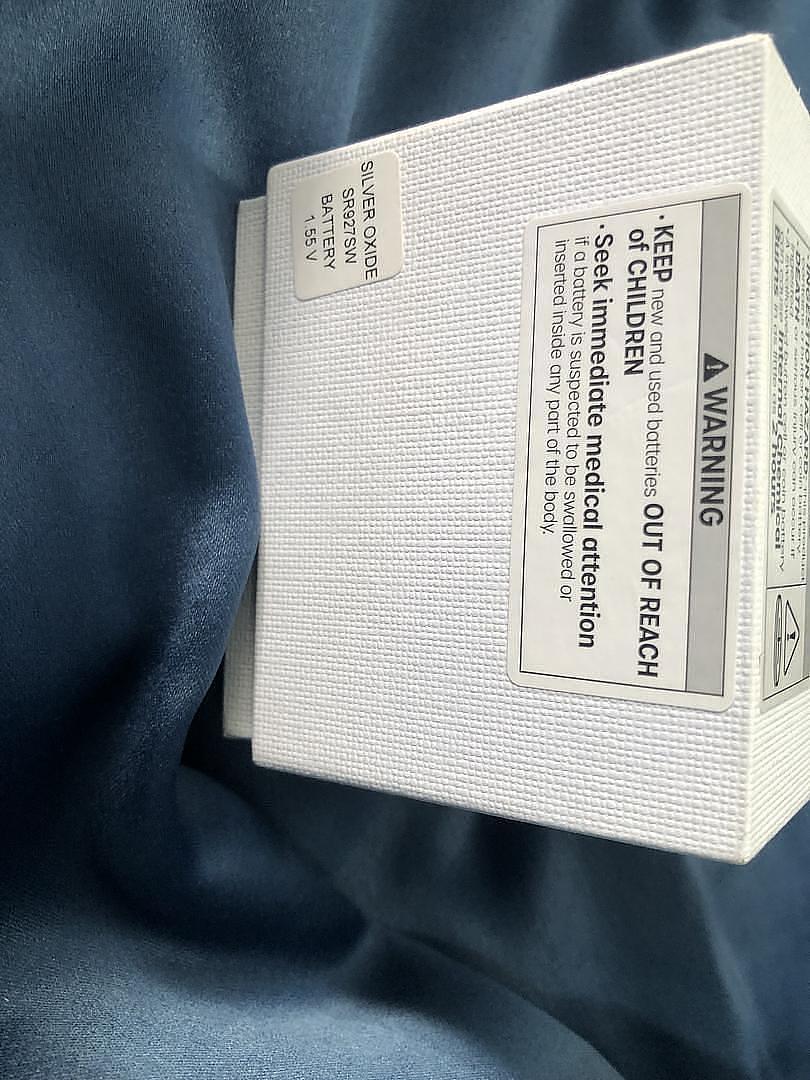 WARNING
·KEEP new and used batteries OUT OF REACH
of CHILDREN
·Seek immediate medical attention
if a battery is suspected to be swallowed or
inserted inside any part of the body.
SILVER OXIDE
SR927SW
BATTERY
1.55 V